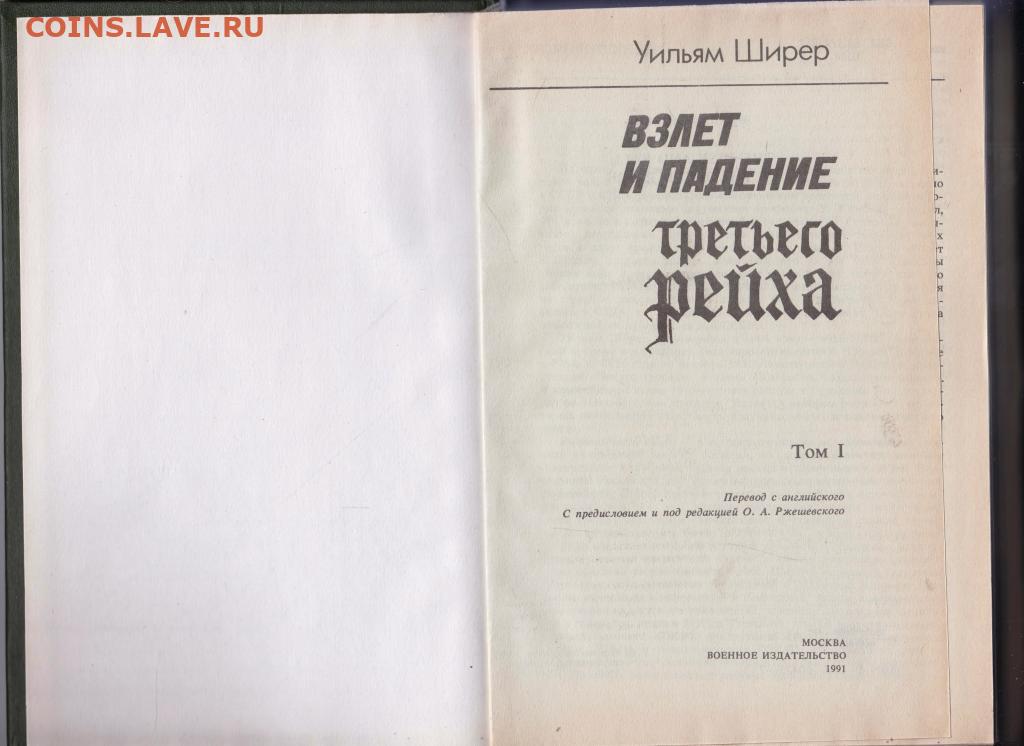 COINS.LAVE.RU
Уильям Ширер
ВЗЛЕТ
И ПАДЕНИЕ
третьего
рейха
Том I
Перевод с английского
С предисловием и под редакцией О. А. Ржешевского
МОСКВА
ВОЕННОЕ ИЗДАТЕЛЬСТВО
1991